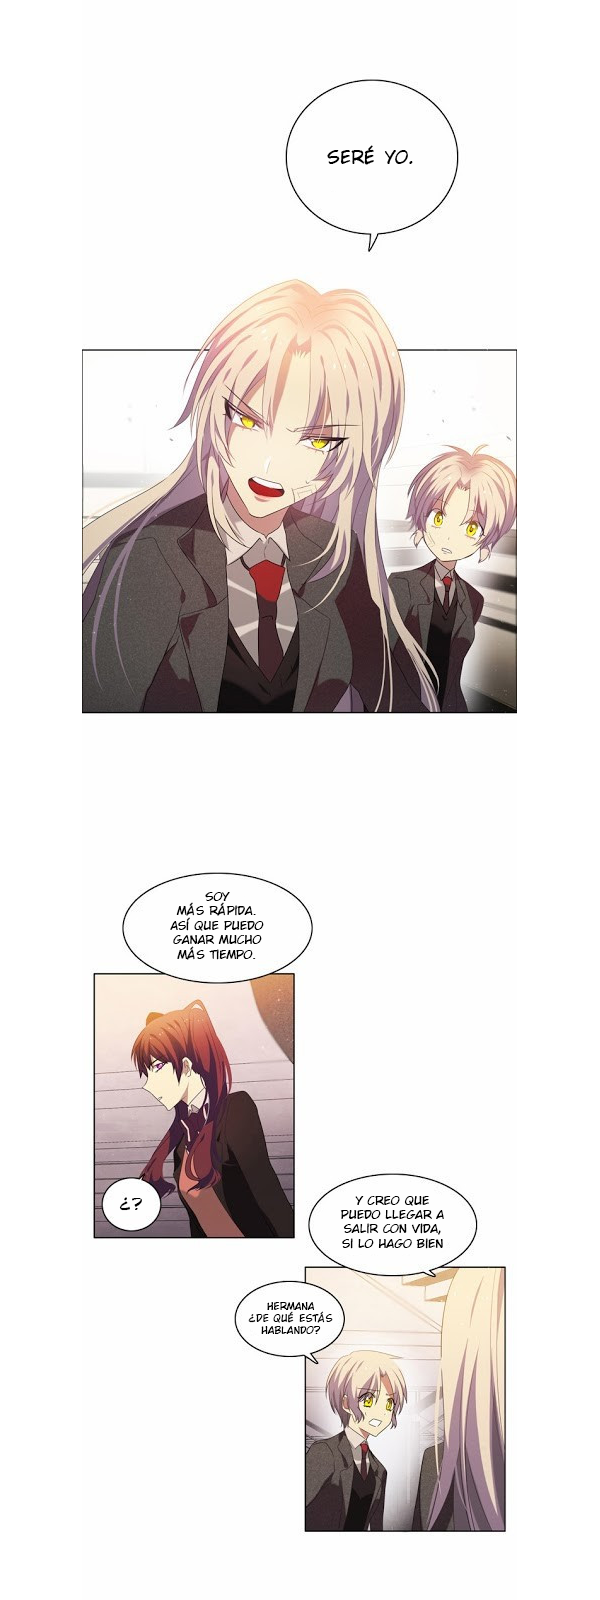 SERÉ YO.
SOY
MÁS RÁPIDA.
ASÍ QUE PUEDO
GANAR MUCHO
MÁS TIEMPO.
¿?
Y CREO QUE
PUEDO LLEGAR A
SALIR CON VIDA,
SI LO HAGO BIEN
HERMANA
¿DE QUÉ ESTÁS
HABLANDO?